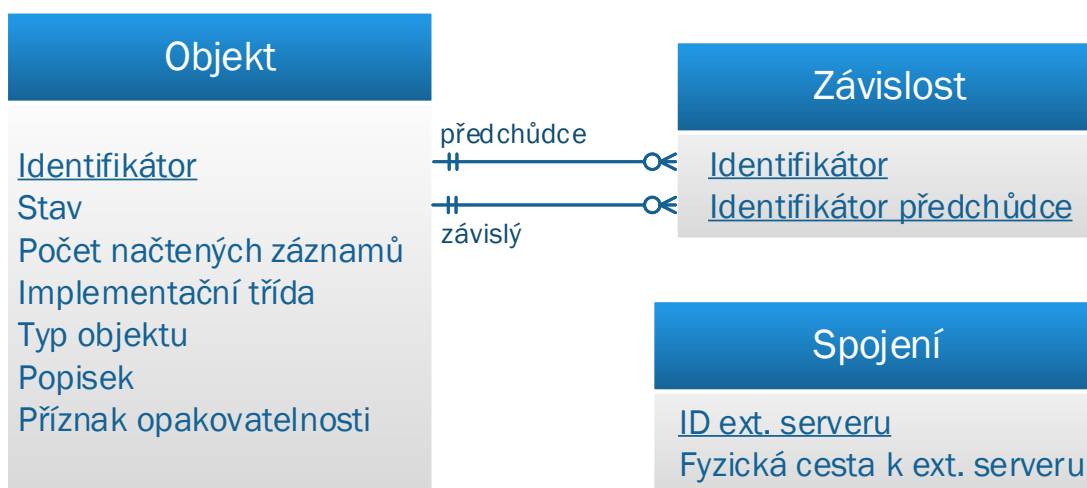 Objekt
Identifikátor
Stav
Počet načtených záznamů
Implementační třída
Typ objektu
Popisek
Příznak opakovatelnosti
předchůdce
závislý
Závislost
Identifikátor
Identifikátor předchůdce
Spojení
ID ext. serveru
Fyzická cesta k ext. serveru